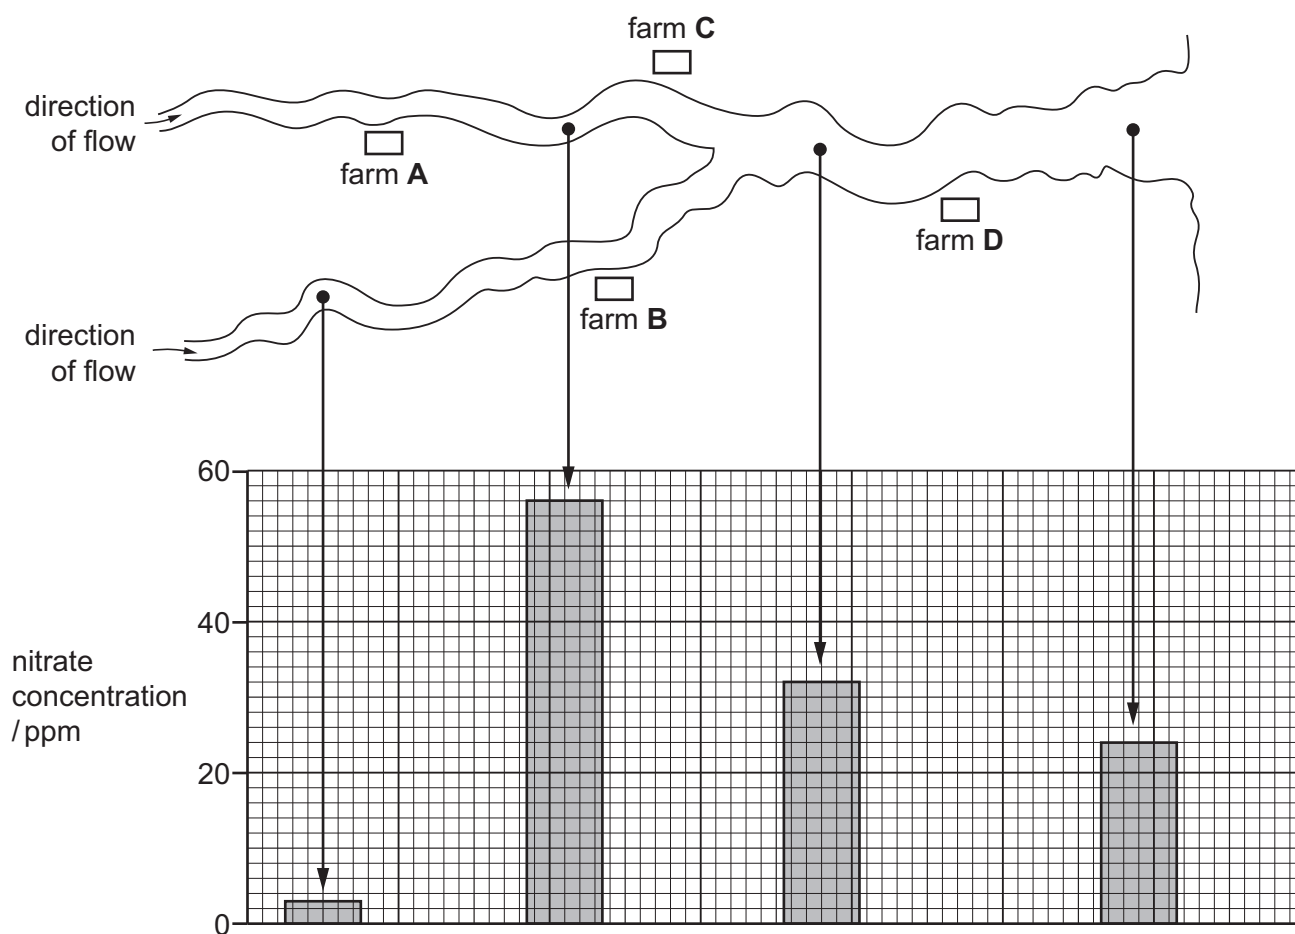 farm C
direction
of flow
farm A
farm D
farm B
direction
of flow
60
40
nitrate
concentration
/ ppm
20
0